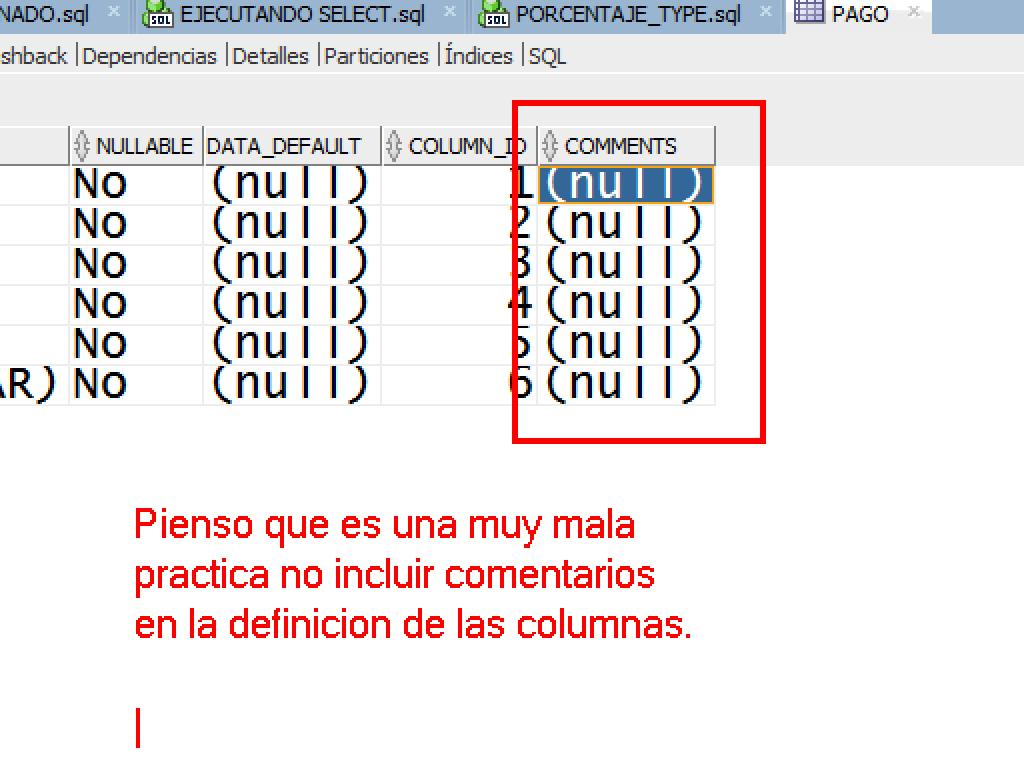 NADO.sql EJECUTANDO SELECT.sql PORCENTAJE_TYPE.sql PAGO
shback Dependencias Detalles Particiones Índices SQL
NULLABLE DATA_DEFAULT COLUMN_ID COMMENTS
No (null) 1 (null)
No (null) 2 (null)
No (null) 3 (null)
No (null) 4 (null)
No (null) 5 (null)
AR) No (null) 6 (null)
Pienso que es una muy mala
practica no incluir comentarios
en la definicion de las columnas.